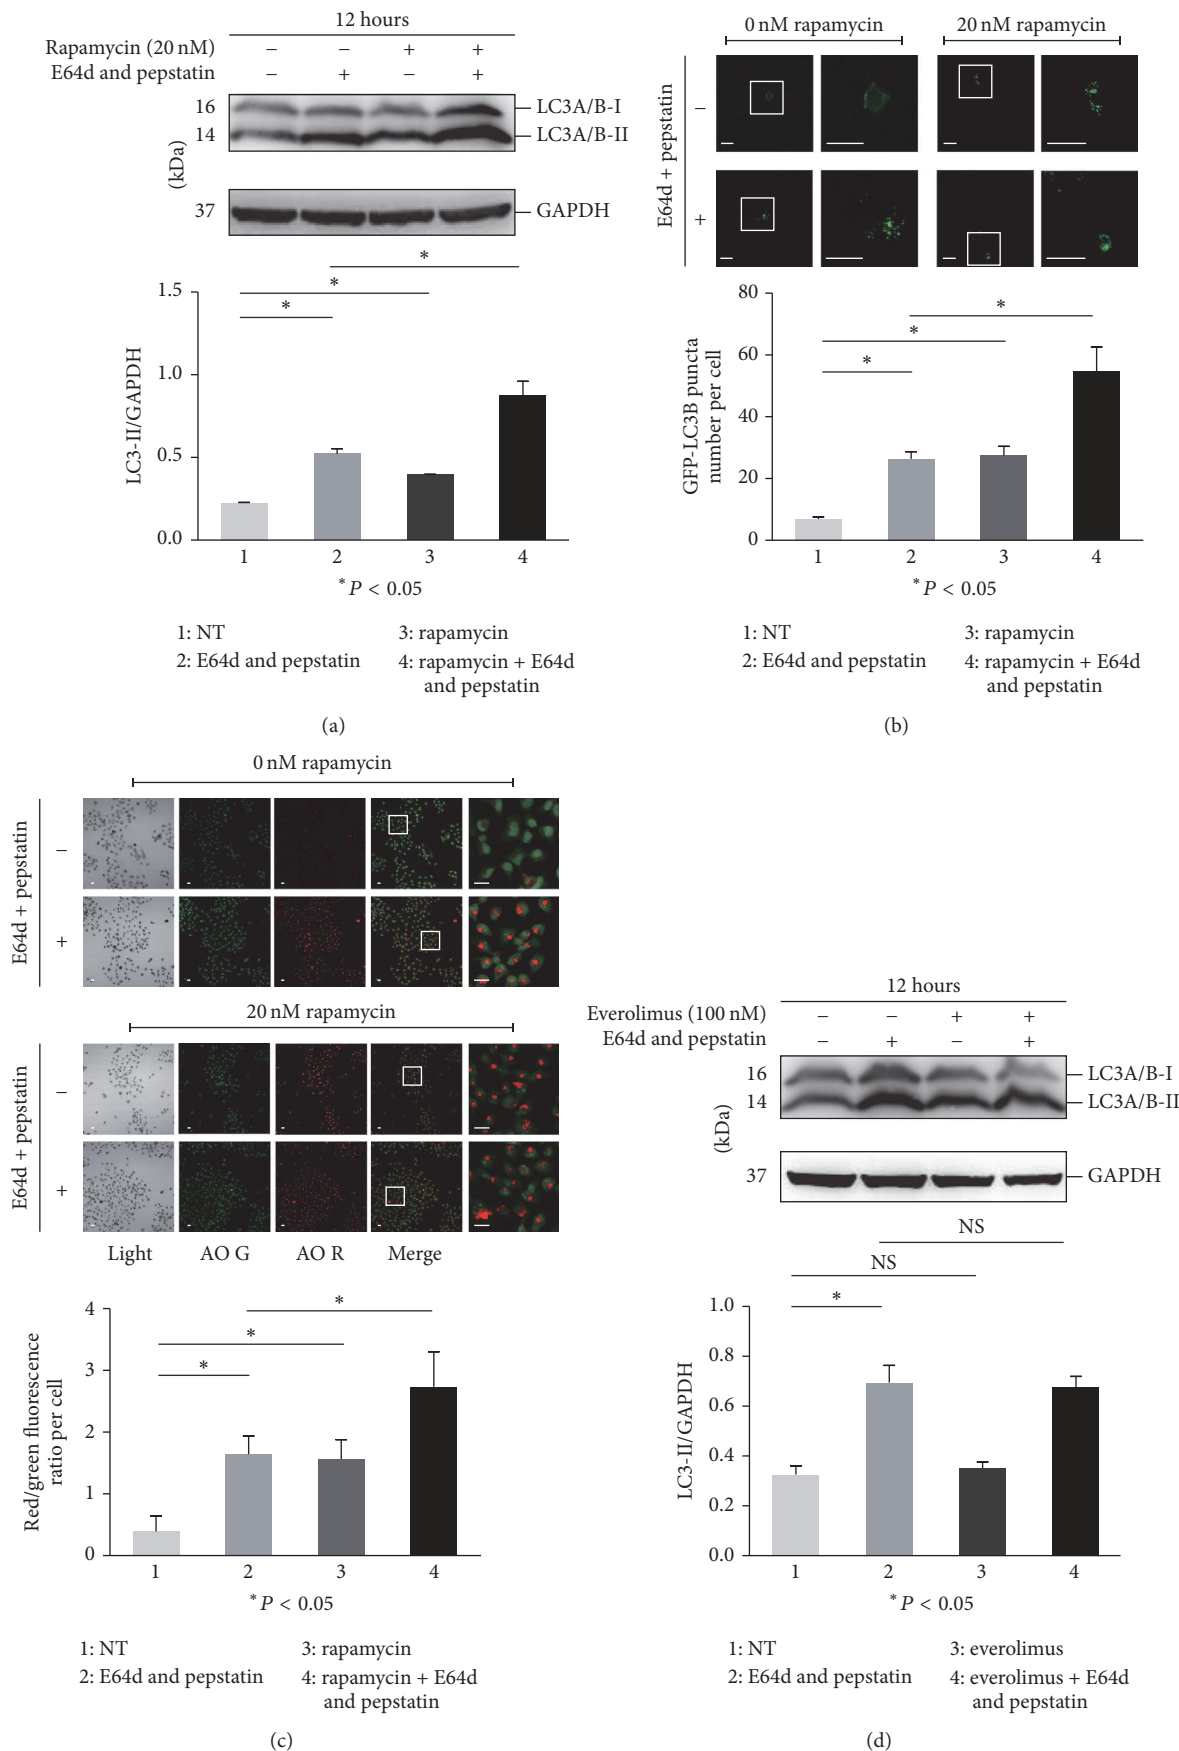 12 hours
Rapamycin (20 nM) − − + +
E64d and pepstatin − + − +
16 LC3A/B-I
14 LC3A/B-II
(kDa)
37 GAPDH
*
*
*
1.5
1.0
0.5
0.0
LC3-II/GAPDH
1 2 3 4
* P < 0.05
1: NT
2: E64d and pepstatin
3: rapamycin
4: rapamycin + E64d
and pepstatin
(a)
0 nM rapamycin 20 nM rapamycin
E64d + pepstatin
−
+
*
*
*
80
60
40
20
0
GFP-LC3B puncta
number per cell
1 2 3 4
* P < 0.05
1: NT
2: E64d and pepstatin
3: rapamycin
4: rapamycin + E64d
and pepstatin
(b)
0 nM rapamycin
E64d + pepstatin
−
+
20 nM rapamycin
E64d + pepstatin
−
+
Light AO G AO R Merge
*
*
*
4
3
2
1
0
Red/green fluorescence
ratio per cell
1 2 3 4
* P < 0.05
1: NT
2: E64d and pepstatin
3: rapamycin
4: rapamycin + E64d
and pepstatin
(c)
12 hours
Everolimus (100 nM) − − + +
E64d and pepstatin − + − +
16 LC3A/B-I
14 LC3A/B-II
(kDa)
37 GAPDH
NS
NS
*
1.0
0.8
0.6
0.4
0.2
0.0
LC3-II/GAPDH
1 2 3 4
* P < 0.05
1: NT
2: E64d and pepstatin
3: everolimus
4: everolimus + E64d
and pepstatin
(d)